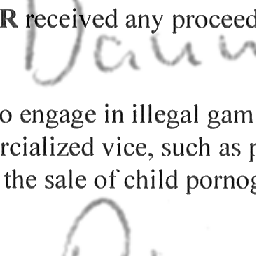 R received any proceed
o engage in illegal gam
rcialized vice, such as p
the sale of child pornog